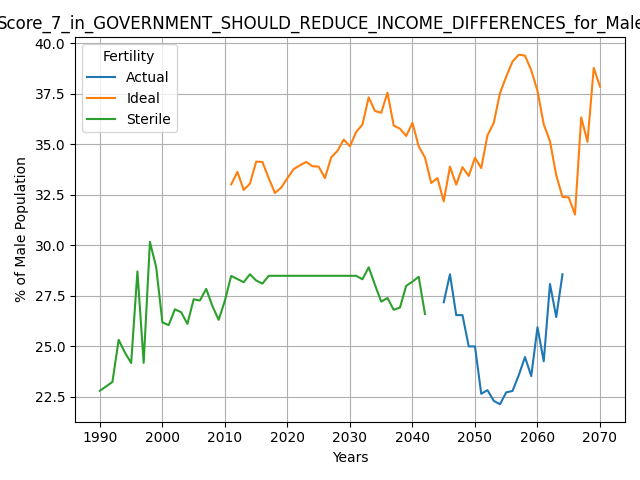 Score_7_in_GOVERNMENT_SHOULD_REDUCE_INCOME_DIFFERENCES_for_Male
40.0
37.5
35.0
32.5
30.0
27.5
25.0
22.5
% of Male Population
Fertility
Actual
Ideal
Sterile
1990 2000 2010 2020 2030 2040 2050 2060 2070
Years